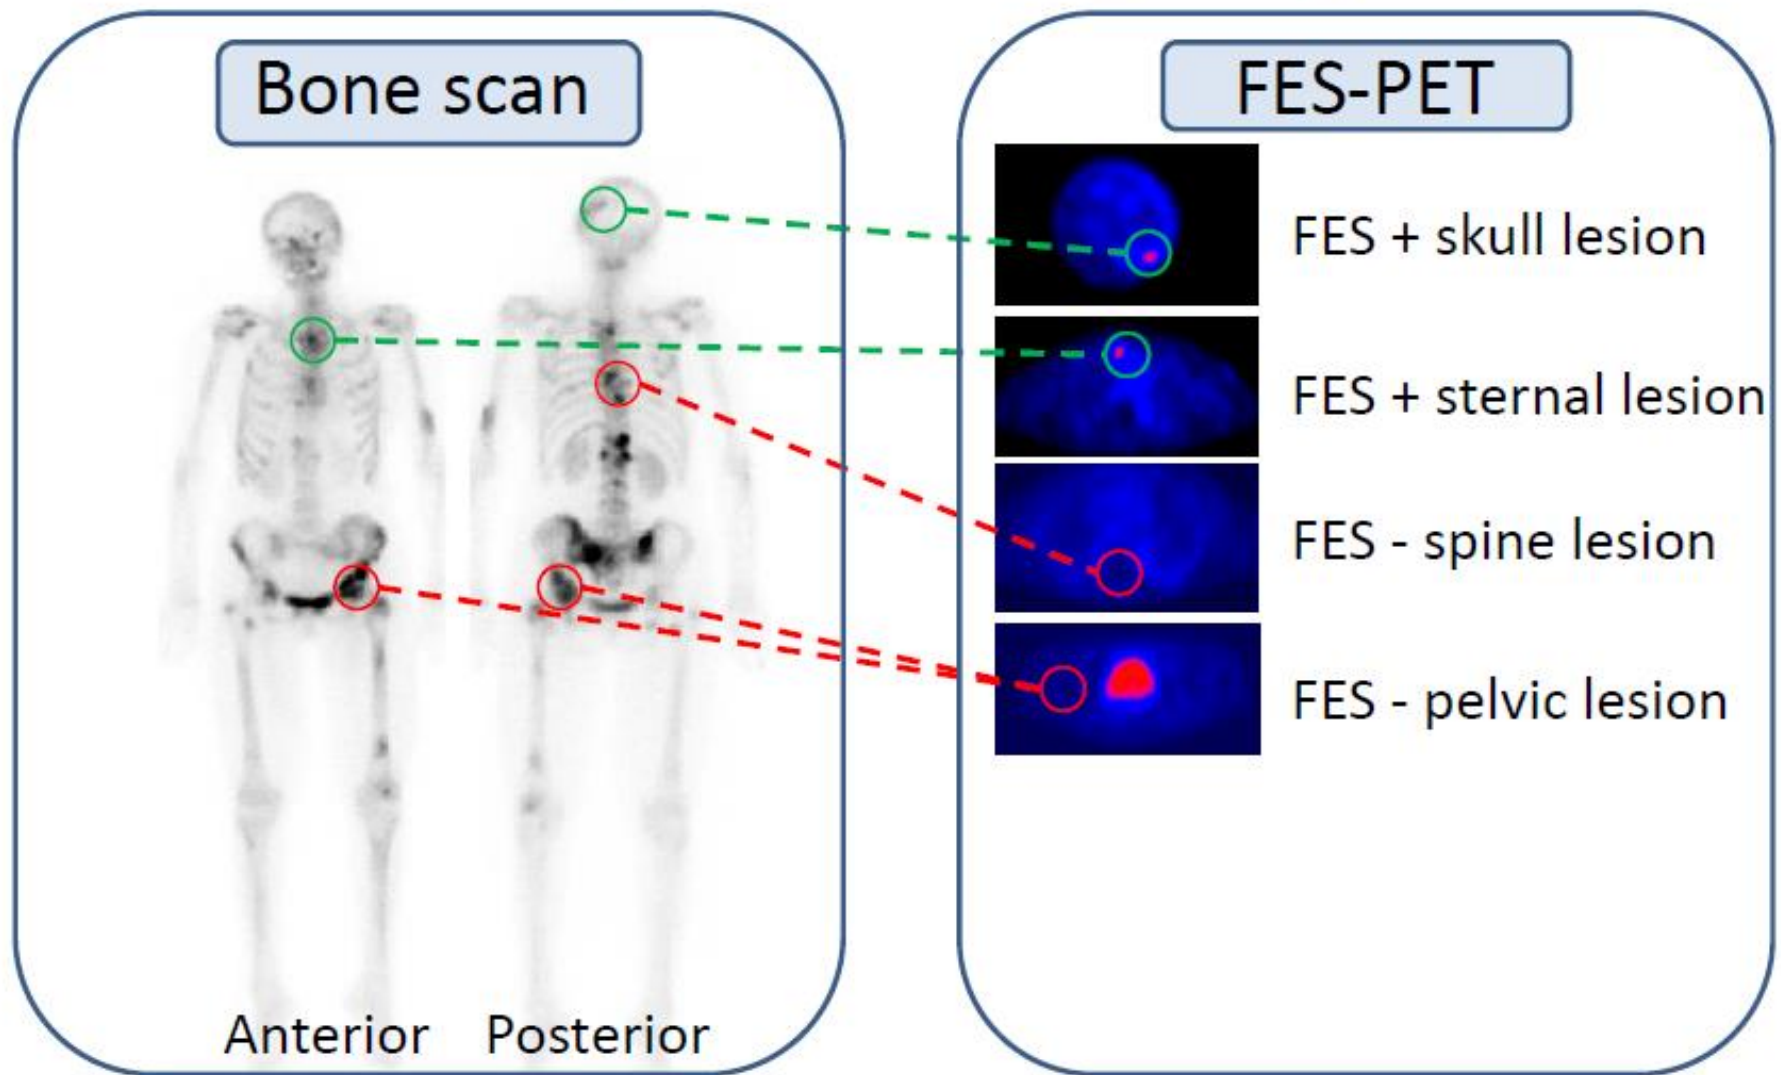 Bone scan
FES-PET
FES + skull lesion
FES + sternal lesion
FES - spine lesion
FES - pelvic lesion
Anterior
Posterior